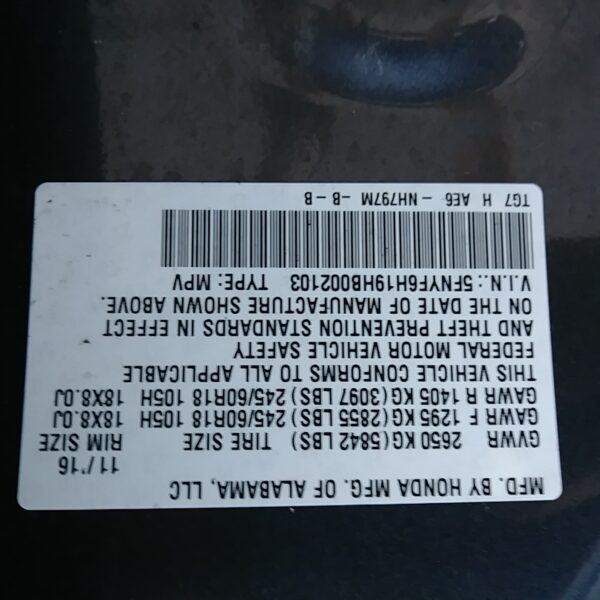 MFD. BY HONDA MFG. OF ALABAMA, LLC
11/'16
GVWR 2650 KG(5842 LBS) TIRE SIZE RIM SIZE
GAWR F 1295 KG(2855 LBS)245/60R18 105H 18X8.0J
GAWR R 1405 KG(3097 LBS)245/60R18 105H 18X8.0J
THIS VEHICLE CONFORMS TO ALL APPLICABLE
FEDERAL MOTOR VEHICLE SAFETY
AND THEFT PREVENTION STANDARDS IN EFFECT
ON THE DATE OF MANUFACTURE SHOWN ABOVE.
V.I.N.:5FNYF6H19HB002103 TYPE: MPV
TG7 H AE6 -NH797M -B -B